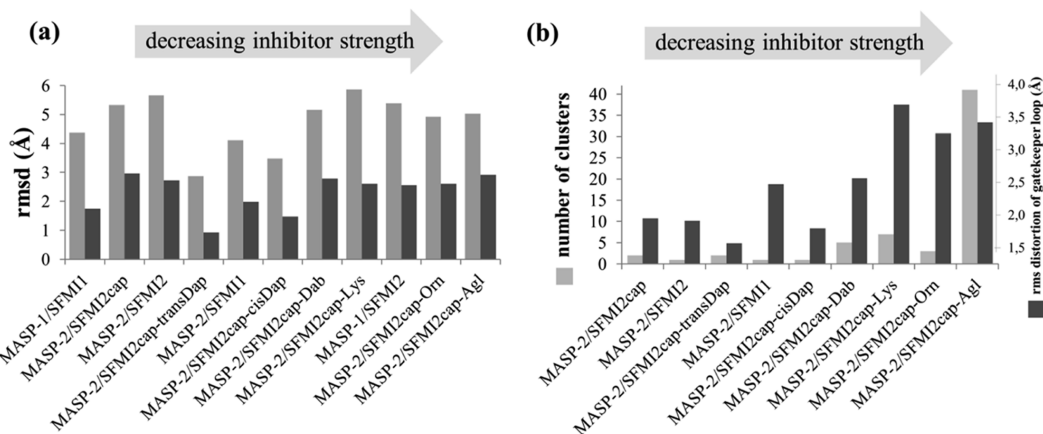 (a)
decreasing inhibitor strength
6
5
4
3
2
1
0
rmsd (Å)
MASP-1/SFMI1
MASP-2/SFMI2cap
MASP-2/SFMI2
MASP-2/SFMI2cap-transDap
MASP-2/SFMI1
MASP-2/SFMI2cap-cisDap
MASP-2/SFMI2cap-Dab
MASP-2/SFMI2cap-Lys
MASP-1/SFMI2
MASP-2/SFMI2cap-Orn
MASP-2/SFMI2cap-Agl
(b)
decreasing inhibitor strength
number of clusters
40
35
30
25
20
15
10
5
0
4,0
3,5
3,0
2,5
2,0
1,5
rms distortion of gatekeeper loop (Å)
MASP-2/SFMI2cap
MASP-2/SFMI2
MASP-2/SFMI2cap-transDap
MASP-2/SFMI1
MASP-2/SFMI2cap-cisDap
MASP-2/SFMI2cap-Dab
MASP-2/SFMI2cap-Lys
MASP-2/SFMI2cap-Orn
MASP-2/SFMI2cap-Agl